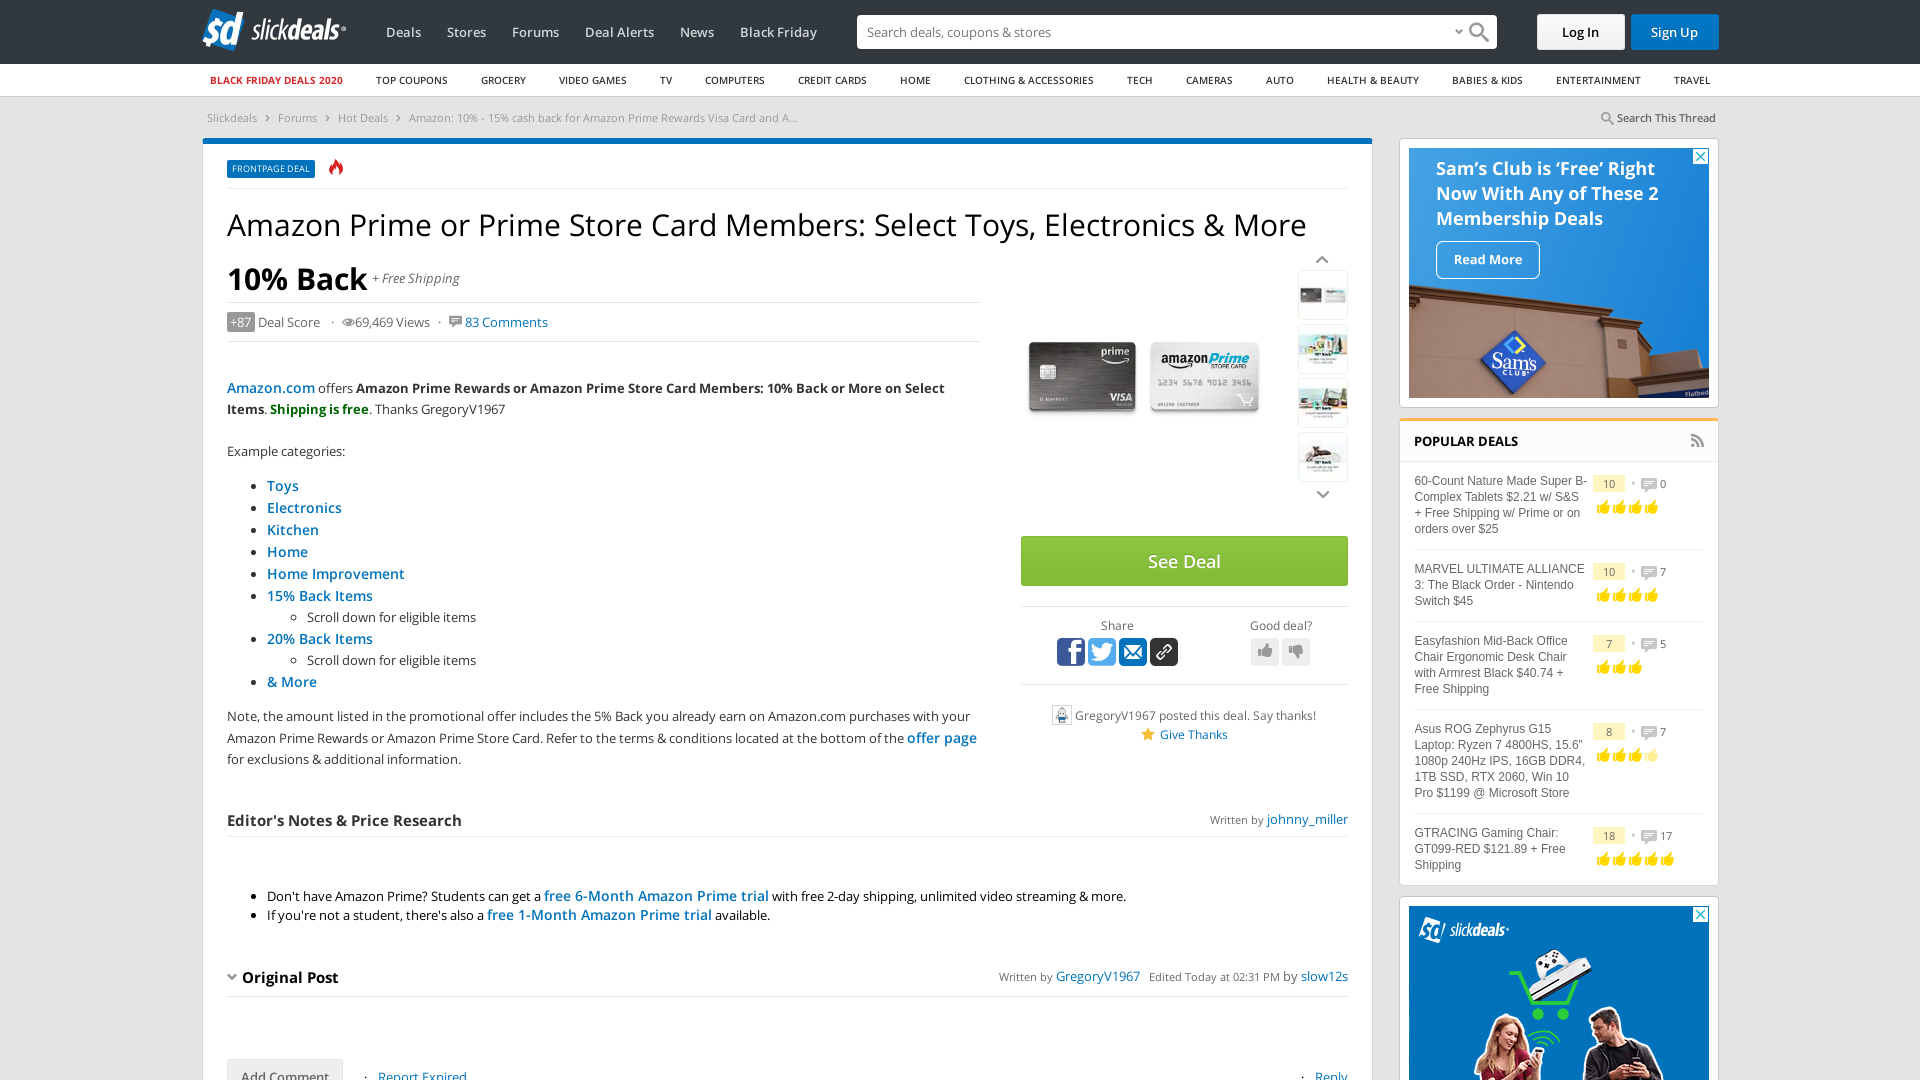 slickdeals
Deals
Stores
Forums
Deal Alerts
News
Black Friday
Search deals, coupons & stores
Log In
Sign Up
BLACK FRIDAY DEALS 2020
TOP COUPONS
GROCERY
VIDEO GAMES
TV
COMPUTERS
CREDIT CARDS
HOME
CLOTHING & ACCESSORIES
TECH
CAMERAS
AUTO
HEALTH & BEAUTY
BABIES & KIDS
ENTERTAINMENT
TRAVEL
Slickdeals > Forums > Hot Deals > Amazon: 10% - 15% cash back for Amazon Prime Rewards Visa Card and A...
Search This Thread
FRONTPAGE DEAL
Amazon Prime or Prime Store Card Members: Select Toys, Electronics & More
10% Back + Free Shipping
+87 Deal Score · 69,469 Views · 83 Comments
Amazon.com offers Amazon Prime Rewards or Amazon Prime Store Card Members: 10% Back or More on Select
Items. Shipping is free. Thanks GregoryV1967
Example categories:
Toys
Electronics
Kitchen
Home
Home Improvement
15% Back Items
Scroll down for eligible items
20% Back Items
Scroll down for eligible items
& More
Note, the amount listed in the promotional offer includes the 5% Back you already earn on Amazon.com purchases with your
Amazon Prime Rewards or Amazon Prime Store Card. Refer to the terms & conditions located at the bottom of the offer page
for exclusions & additional information.
prime
VISA
amazonPrime
STORE CARD
1234 5678 9012 3456
AMAZON CUSTOMER
See Deal
Share
Good deal?
GregoryV1967 posted this deal. Say thanks!
Give Thanks
Editor's Notes & Price Research
Written by johnny_miller
Don't have Amazon Prime? Students can get a free 6-Month Amazon Prime trial with free 2-day shipping, unlimited video streaming & more.
If you're not a student, there's also a free 1-Month Amazon Prime trial available.
Original Post
Written by GregoryV1967 Edited Today at 02:31 PM by slow12s
Add Comment
· Report Expired
· Reply
Sam's Club is 'Free' Right
Now With Any of These 2
Membership Deals
Read More
Sam's
CLUB
POPULAR DEALS
60-Count Nature Made Super B-
Complex Tablets $2.21 w/ S&S
+ Free Shipping w/ Prime or on
orders over $25
10 • 0
MARVEL ULTIMATE ALLIANCE
3: The Black Order - Nintendo
Switch $45
10 • 7
Easyfashion Mid-Back Office
Chair Ergonomic Desk Chair
with Armrest Black $40.74 +
Free Shipping
7 • 5
Asus ROG Zephyrus G15
Laptop: Ryzen 7 4800HS, 15.6"
1080p 240Hz IPS, 16GB DDR4,
1TB SSD, RTX 2060, Win 10
Pro $1199 @ Microsoft Store
8 • 7
GTRACING Gaming Chair:
GT099-RED $121.89 + Free
Shipping
18 • 17
slickdeals